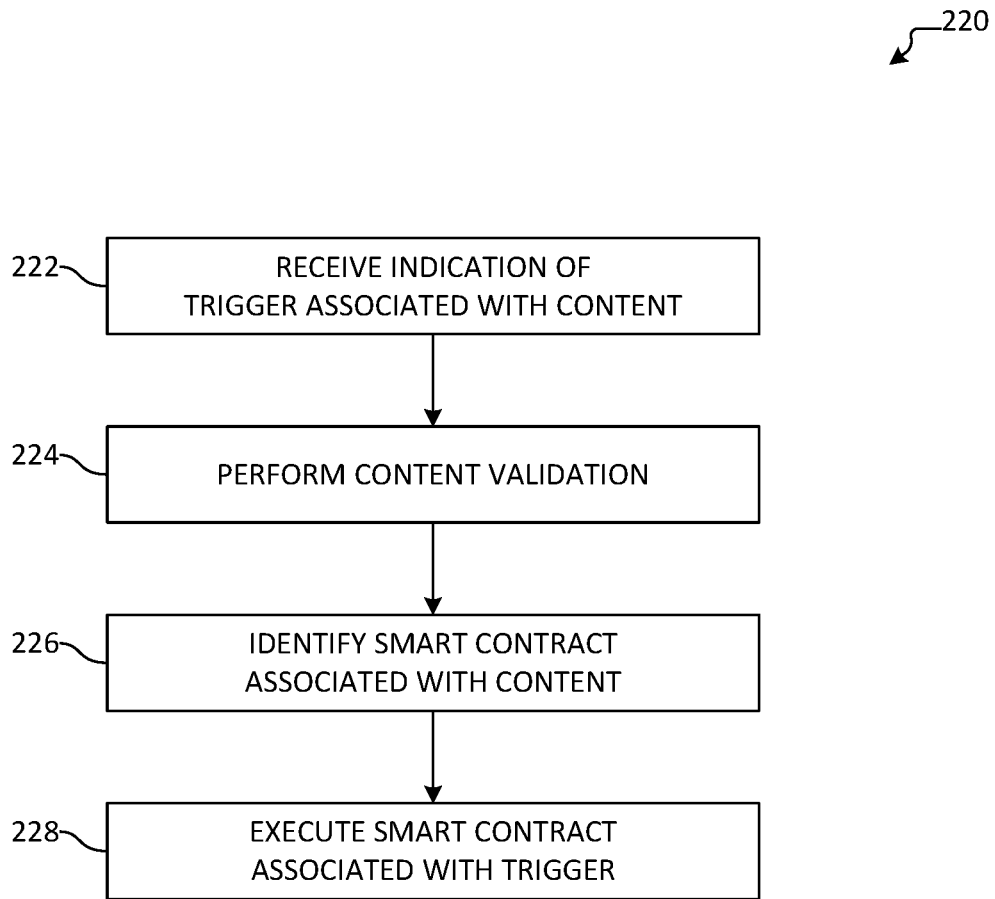 220
222
RECEIVE INDICATION OF
TRIGGER ASSOCIATED WITH CONTENT
224
PERFORM CONTENT VALIDATION
226
IDENTIFY SMART CONTRACT
ASSOCIATED WITH CONTENT
228
EXECUTE SMART CONTRACT
ASSOCIATED WITH TRIGGER